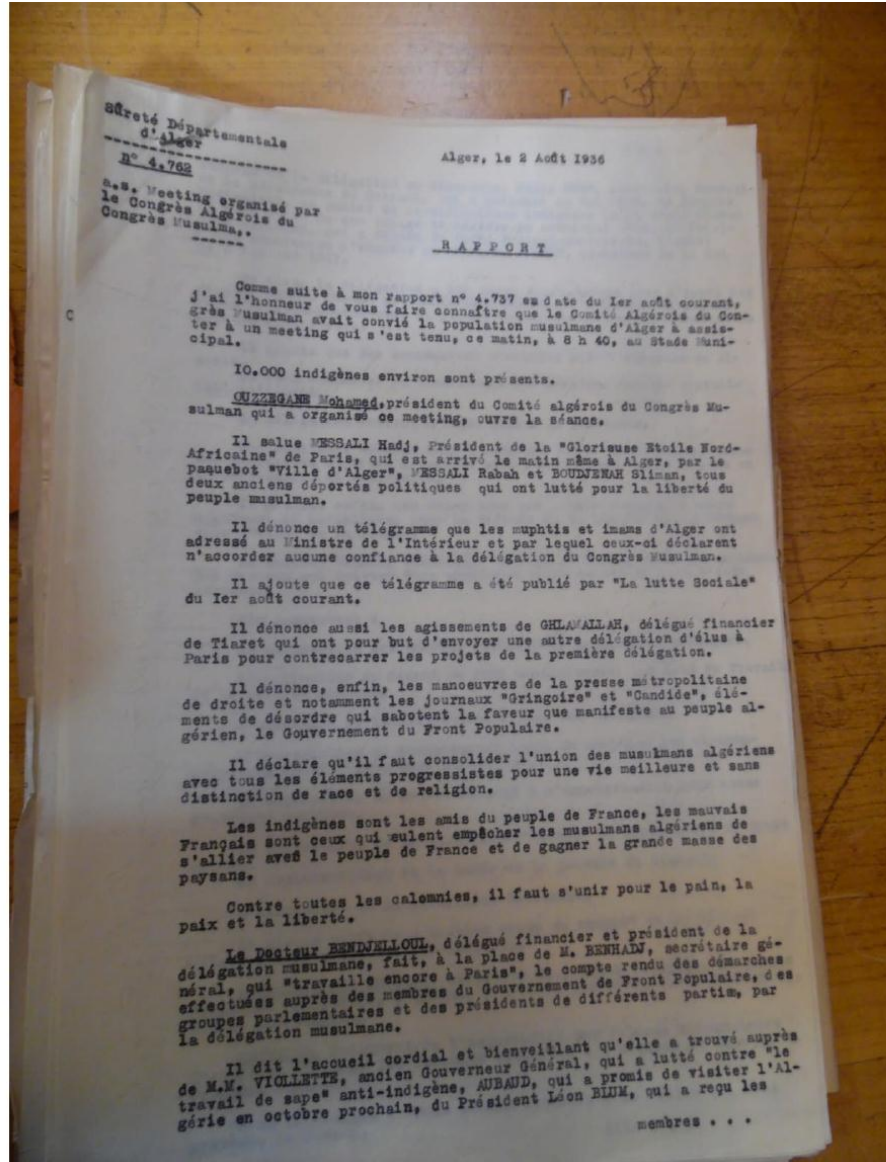 Sûreté Départementale
d'Alger
n° 4.762
a.s. Meeting organisé par
le Congrès Algérois du
Congrès Musulma,.
Alger, le 2 Août 1936
RAPPORT
Comme suite à mon rapport n° 4.737 en date du Ier août courant,
j'ai l'honneur de vous faire connaître que le Comité Algérois du Con-
grès Musulman avait convié la population musulmane d'Alger à assis-
ter à un meeting qui s'est tenu, ce matin, à 8 h 40, au Stade Muni-
cipal.
I0.000 indigènes environ sont présents.
OUZZEGANE Mohamed,président du Comité algérois du Congrès Mu-
sulman qui a organisé ce meeting, ouvre la séance.
Il salue MESSALI Hadj, Président de la "Glorieuse Etoile Nord-
Africaine" de Paris, qui est arrivé le matin même à Alger, par le
paquebot "Ville d'Alger", MESSALI Rabah et BOUDJENAH Sliman, tous
deux anciens déportés politiques qui ont lutté pour la liberté du
peuple musulman.
Il dénonce un télégramme que les muphtis et imams d'Alger ont
adressé au Ministre de l'Intérieur et par lequel ceux-ci déclarent
n'accorder aucune confiance à la délégation du Congrès Musulman.
Il ajoute que ce télégramme a été publié par "La lutte Sociale"
du Ier août courant.
Il dénonce aussi les agissements de GHLAMALLAH, délégué financier
de Tiaret qui ont pour but d'envoyer une autre délégation d'élus à
Paris pour contrecarrer les projets de la première délégation.
Il dénonce, enfin, les manoeuvres de la presse métropolitaine
de droite et notamment les journaux "Gringoire" et "Candide", élé-
ments de désordre qui sabotent la faveur que manifeste au peuple al-
gérien, le Gouvernement du Front Populaire.
Il déclare qu'il faut consolider l'union des musulmans algériens
avec tous les éléments progressistes pour une vie meilleure et sans
distinction de race et de religion.
Les indigènes sont les amis du peuple de France, les mauvais
Français sont ceux qui veulent empêcher les musulmans algériens de
s'allier avec le peuple de France et de gagner la grande masse des
paysans.
Contre toutes les calomnies, il faut s'unir pour le pain, la
paix et la liberté.
Le Docteur BENDJELLOUL, délégué financier et président de la
délégation musulmane, fait, à la place de M. BENHADJ, secrétaire gé-
néral, qui "travaille encore à Paris", le compte rendu des démarches
effectuées auprès des membres du Gouvernement de Front Populaire, des
groupes parlementaires et des présidents de différents partis, par
la délégation musulmane.
Il dit l'accueil cordial et bienveillant qu'elle a trouvé auprès
de M.M. VIOLLETTE, ancien Gouverneur Général, qui a lutté contre "le
travail de sape" anti-indigène, AUBAUD, qui a promis de visiter l'Al-
gérie en octobre prochain, du Président Léon BLUM, qui a reçu les
membres . . .